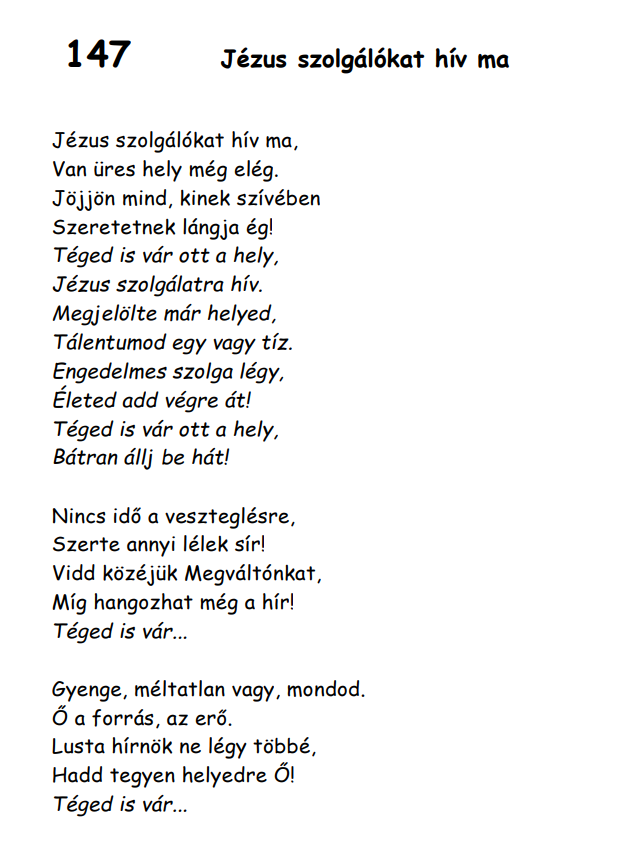 147 Jézus szolgálókat hív ma
Jézus szolgálókat hív ma,
Van üres hely még elég.
Jöjjön mind, kinek szívében
Szeretetnek lángja ég!
Téged is vár ott a hely,
Jézus szolgálatra hív.
Megjelölte már helyed,
Tálentumod egy vagy tíz.
Engedelmes szolga légy,
Életed add végre át!
Téged is vár ott a hely,
Bátran állj be hát!
Nincs idő a veszteglésre,
Szerte annyi lélek sír!
Vidd közéjük Megváltónkat,
Míg hangozhat még a hír!
Téged is vár...
Gyenge, méltatlan vagy, mondod.
Ő a forrás, az erő.
Lusta hírnök ne légy többé,
Hadd tegyen helyedre Ő!
Téged is vár...